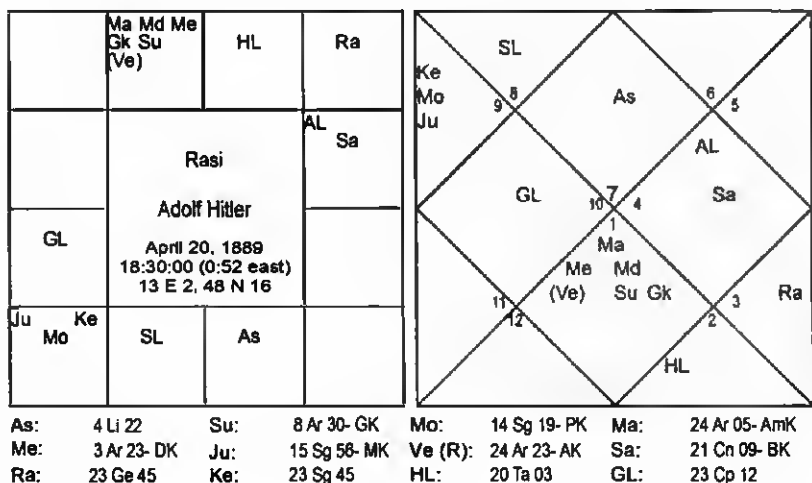 Ma Md Me
Gk Su
(Ve)
HL
Ra
AL
Sa
Rasi
Adolf Hitler
April 20, 1889
18:30:00 (0:52 east)
13 E 2, 48 N 16
GL
Ju Ke
Mo
SL
As
SL
Ke
Mo
Ju
8
9
As
6
5
AL
GL
7
10 4
1
Sa
Ma
Me Md
(Ve) Su Gk
11
12
3
2
Ra
HL
As: 4 Li 22 Su: 8 Ar 30- GK Mo: 14 Sg 19- PK Ma: 24 Ar 05- AmK
Me: 3 Ar 23- DK Ju: 15 Sg 56- MK Ve (R): 24 Ar 23- AK Sa: 21 Cn 09- BK
Ra: 23 Ge 45 Ke: 23 Sg 45 HL: 20 Ta 03 GL: 23 Cp 12